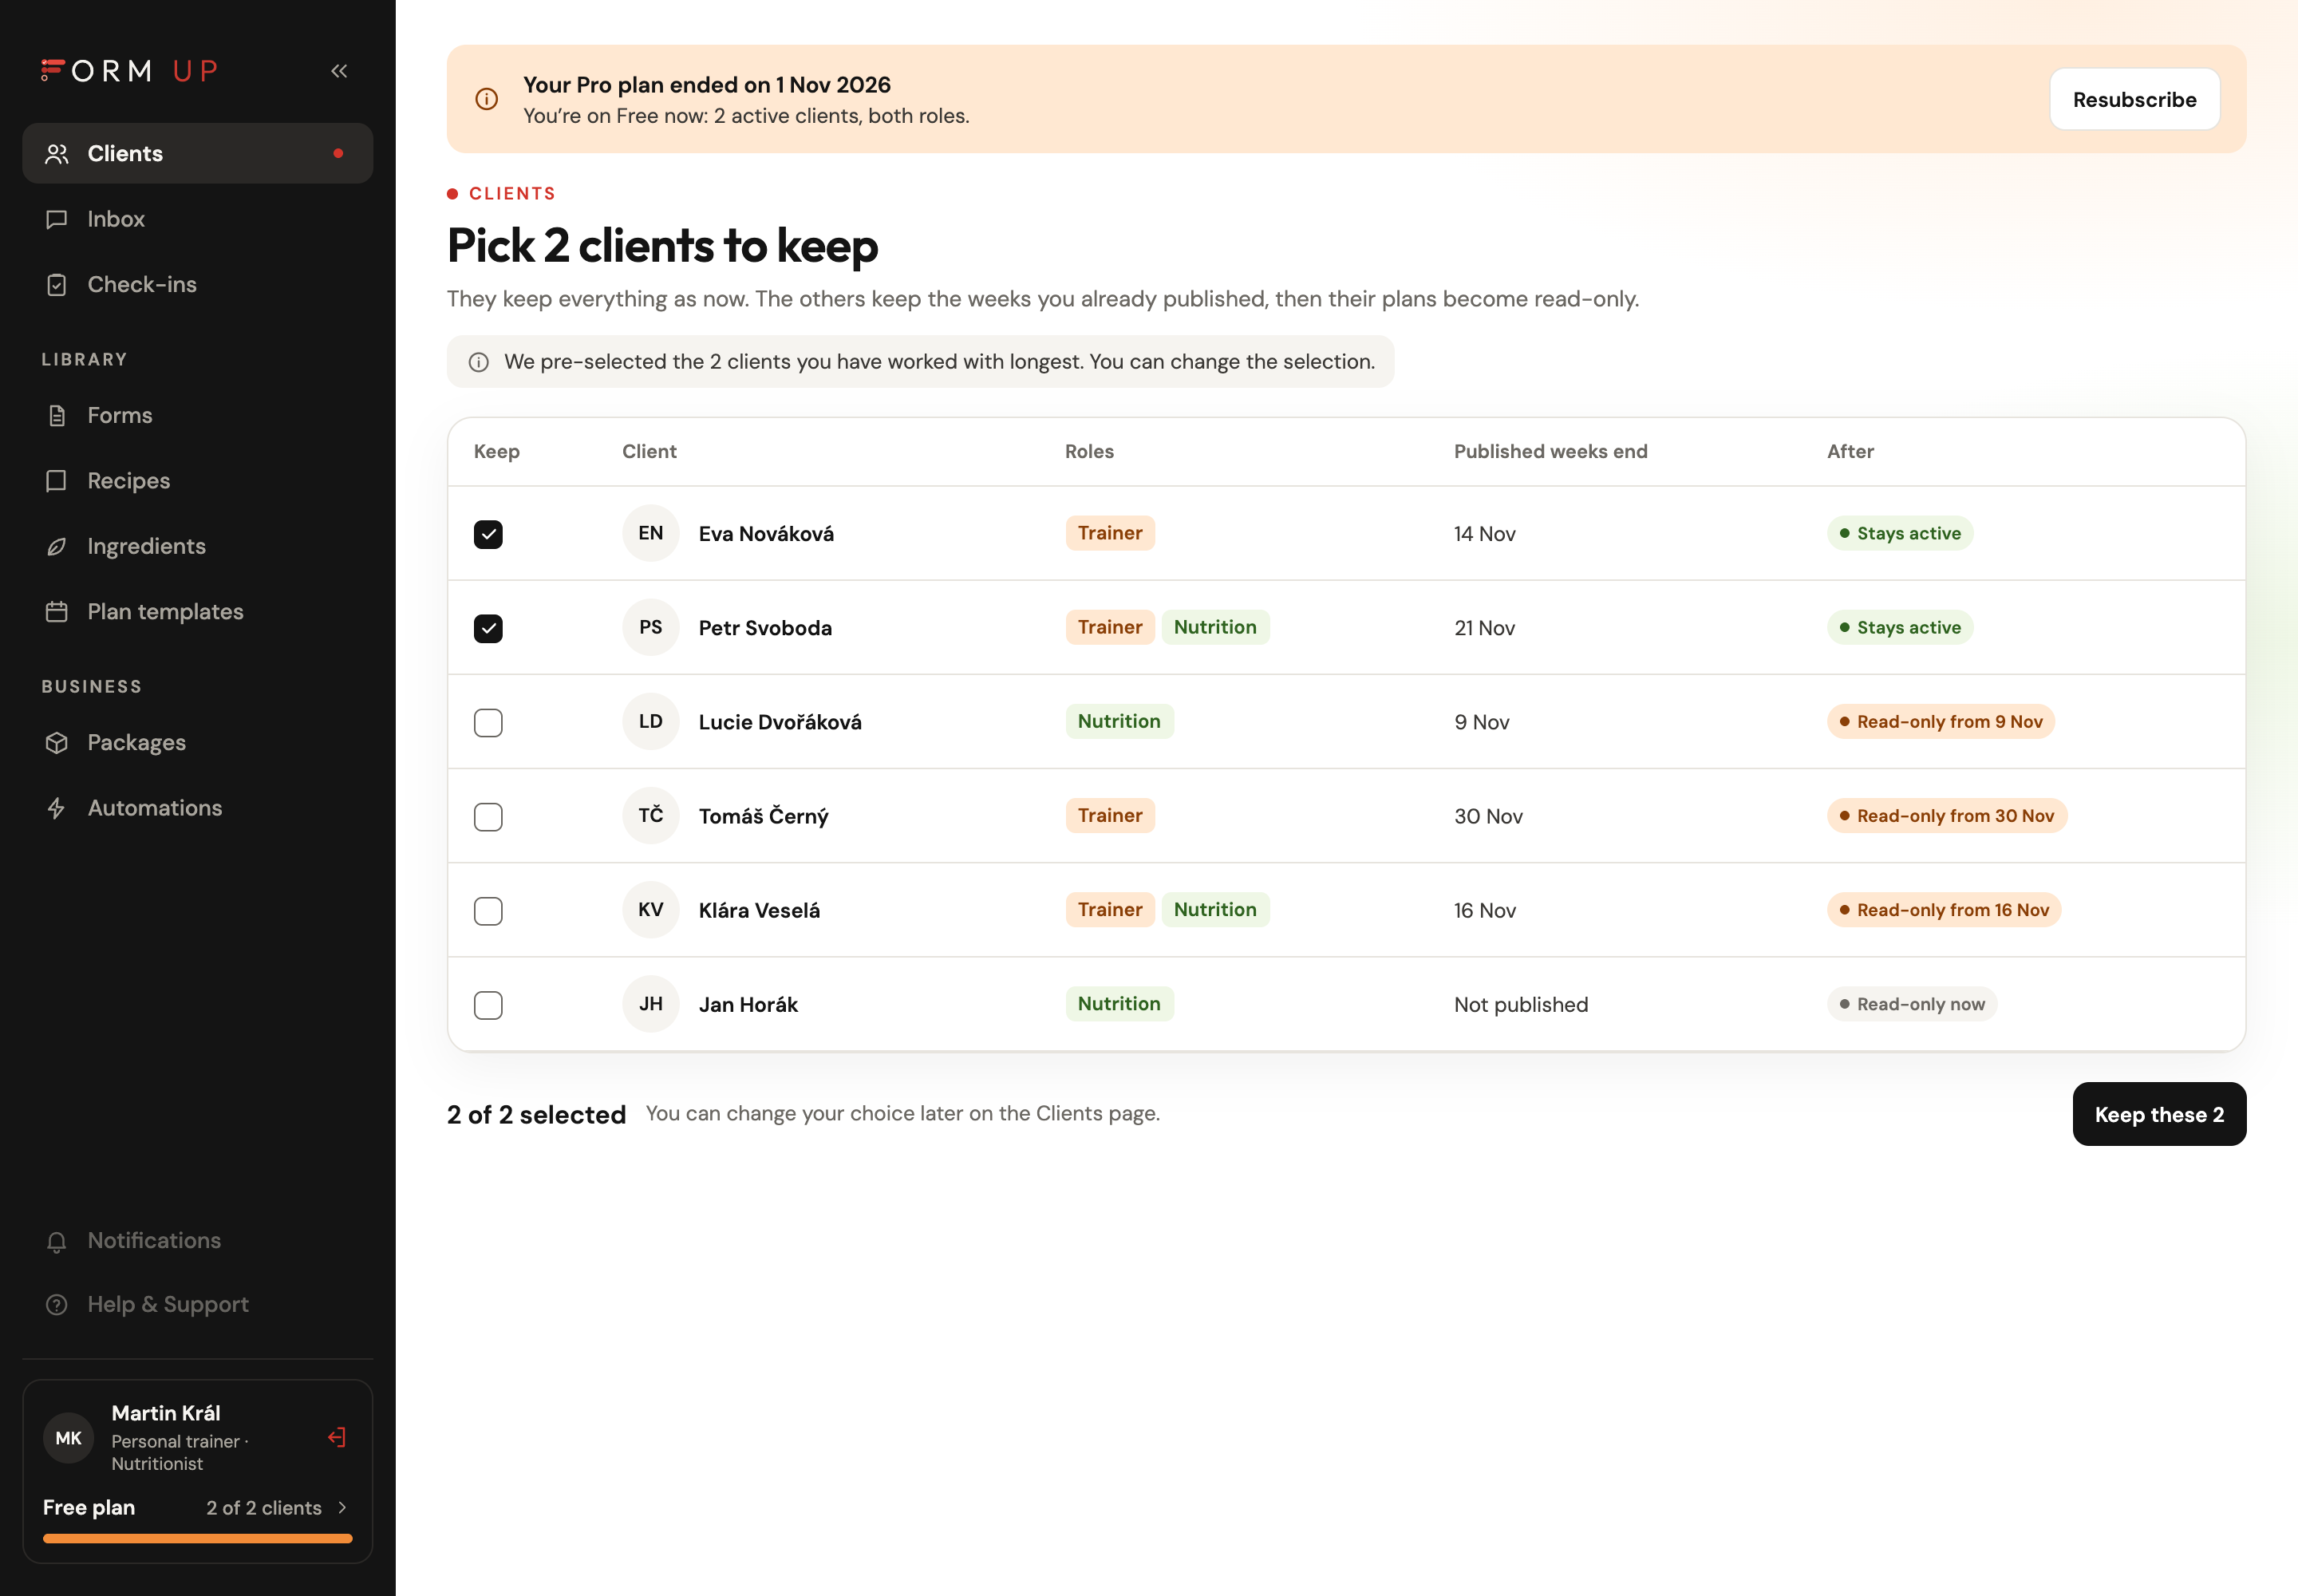 FORM UP
Clients
Inbox
Check-ins
LIBRARY
Forms
Recipes
Ingredients
Plan templates
BUSINESS
Packages
Automations
Notifications
Help & Support
MK
Martin Král
Personal trainer ·
Nutritionist
Free plan 2 of 2 clients
Your Pro plan ended on 1 Nov 2026
You’re on Free now: 2 active clients, both roles.
Resubscribe
CLIENTS
Pick 2 clients to keep
They keep everything as now. The others keep the weeks you already published, then their plans become read-only.
We pre-selected the 2 clients you have worked with longest. You can change the selection.
Keep Client Roles Published weeks end After
EN Eva Nováková Trainer 14 Nov Stays active
PS Petr Svoboda Trainer Nutrition 21 Nov Stays active
LD Lucie Dvořáková Nutrition 9 Nov Read-only from 9 Nov
TČ Tomáš Černý Trainer 30 Nov Read-only from 30 Nov
KV Klára Veselá Trainer Nutrition 16 Nov Read-only from 16 Nov
JH Jan Horák Nutrition Not published Read-only now
2 of 2 selected You can change your choice later on the Clients page.
Keep these 2